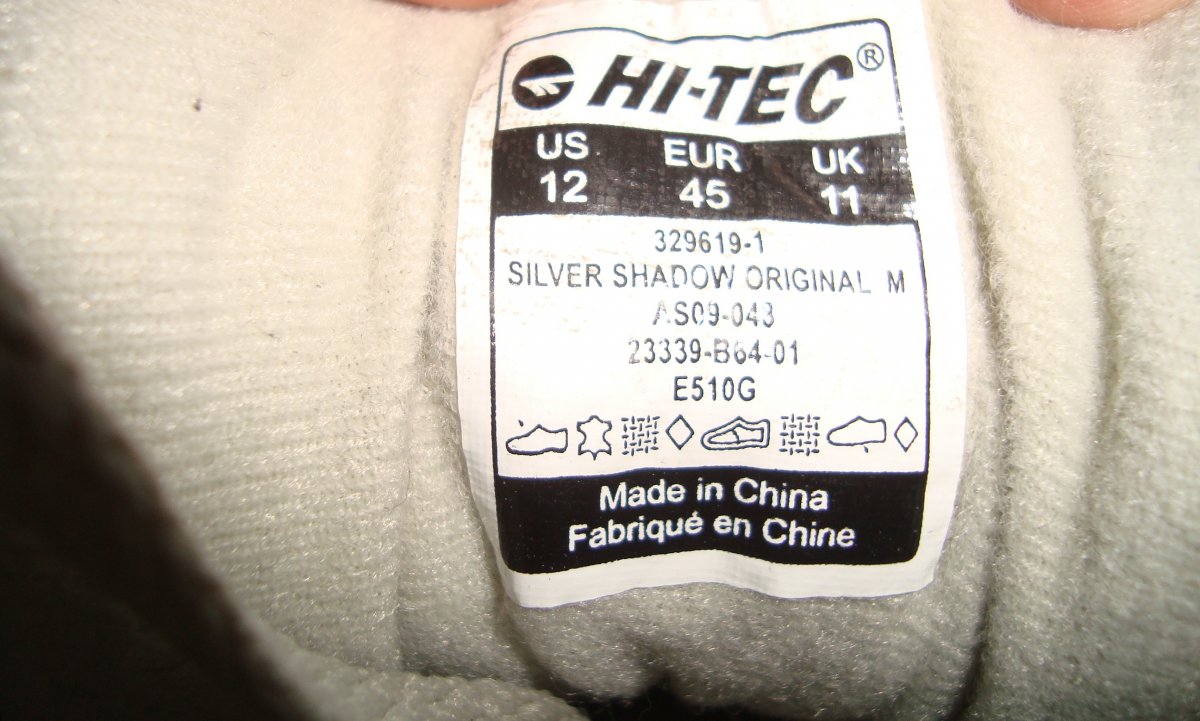 HI-TEC®
US EUR UK
12 45 11
329619-1
SILVER SHADOW ORIGINAL M
AS09-043
23339-B64-01
E510G
Made in China
Fabriqué en Chine